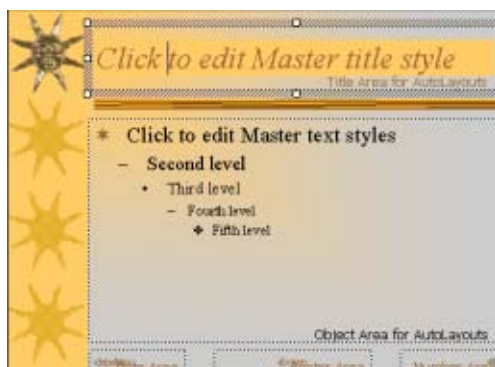 Click to edit Master title style
Title Area for AutoLayouts
Click to edit Master text styles
Second level
Third level
Fourth level
Fifth level
Object Area for AutoLayouts